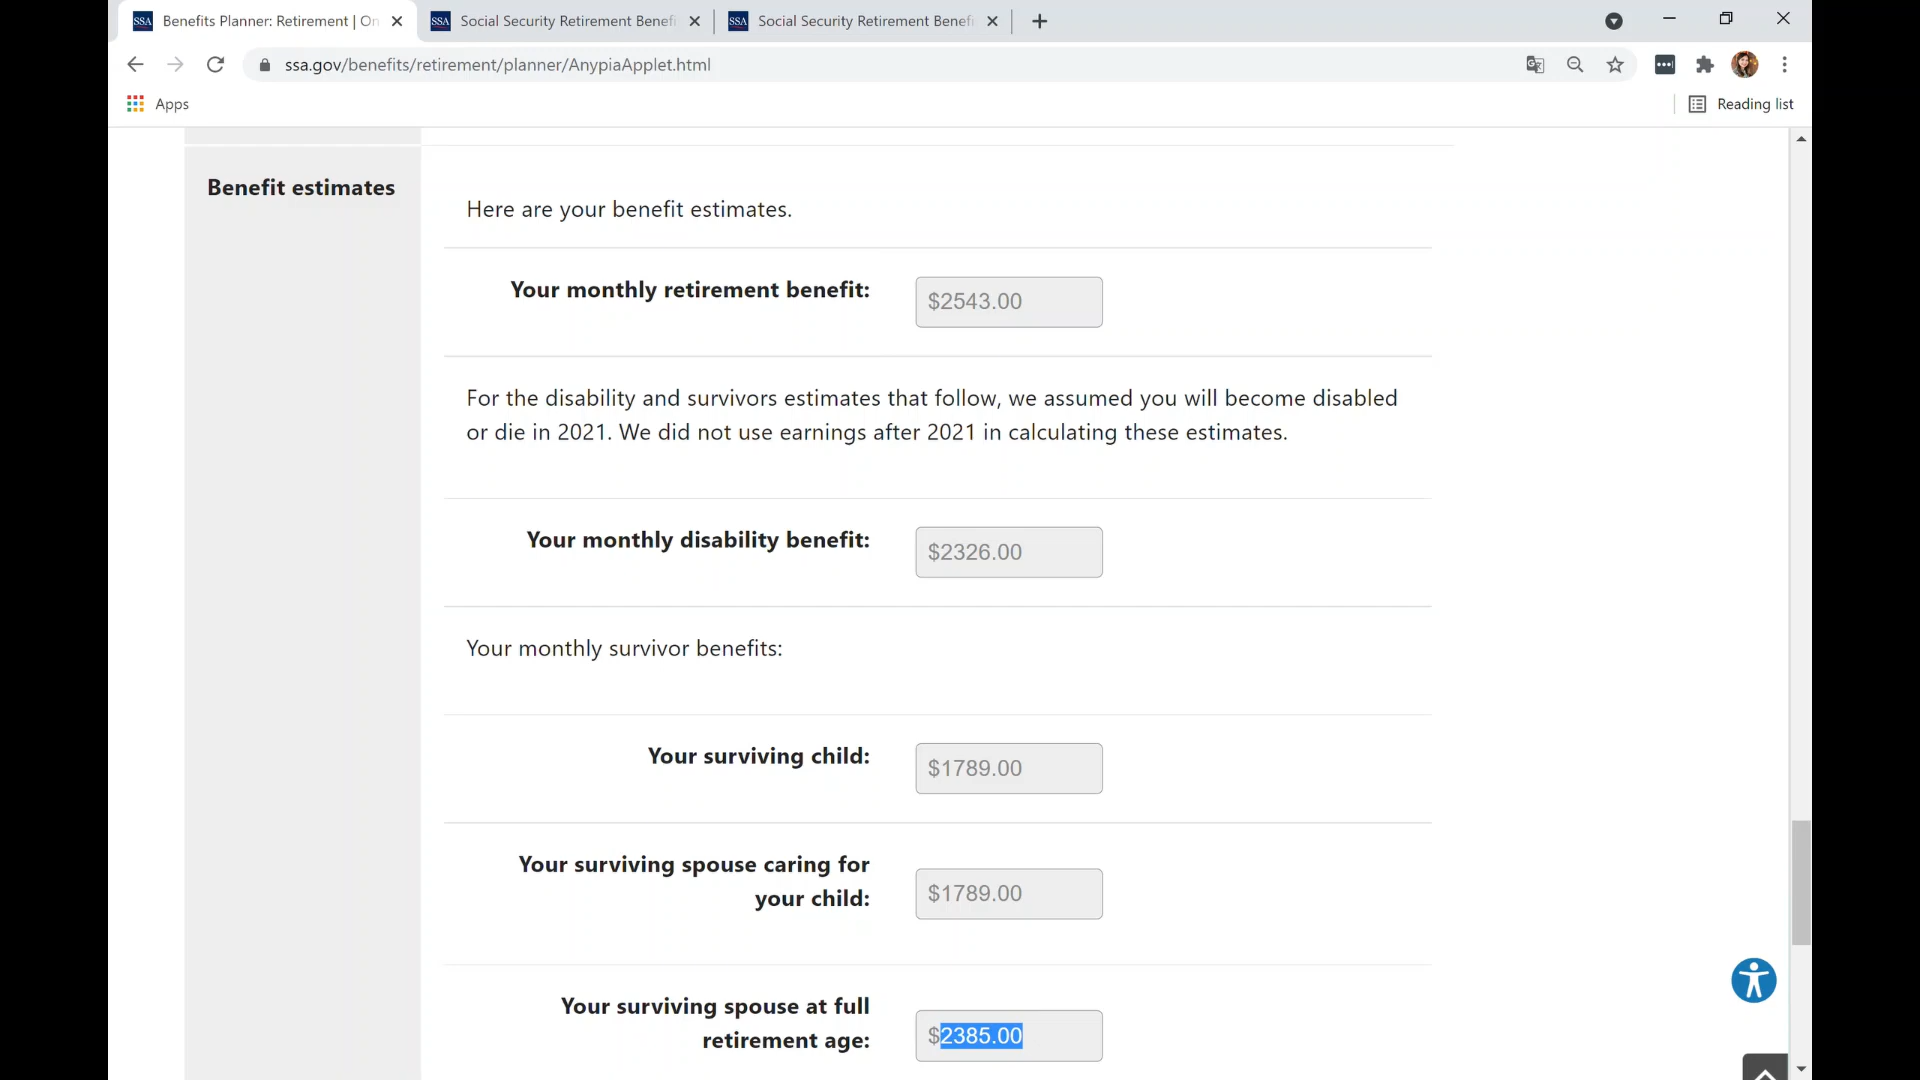 SSA Benefits Planner: Retirement | On
SSA Social Security Retirement Benefi
SSA Social Security Retirement Benefi
ssa.gov/benefits/retirement/planner/AnypiaApplet.html
Apps
Reading list
Benefit estimates
Here are your benefit estimates.
Your monthly retirement benefit:
$2543.00
For the disability and survivors estimates that follow, we assumed you will become disabled
or die in 2021. We did not use earnings after 2021 in calculating these estimates.
Your monthly disability benefit:
$2326.00
Your monthly survivor benefits:
Your surviving child:
$1789.00
Your surviving spouse caring for
your child:
$1789.00
Your surviving spouse at full
retirement age:
$2385.00